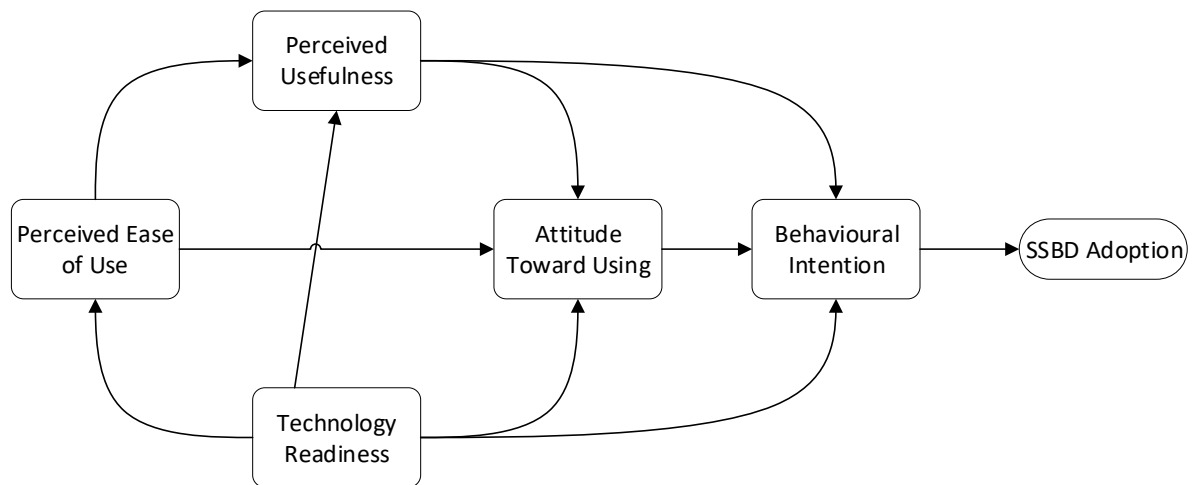 Perceived
Usefulness
Perceived Ease
of Use
Attitude
Toward Using
Behavioural
Intention
SSBD Adoption
Technology
Readiness